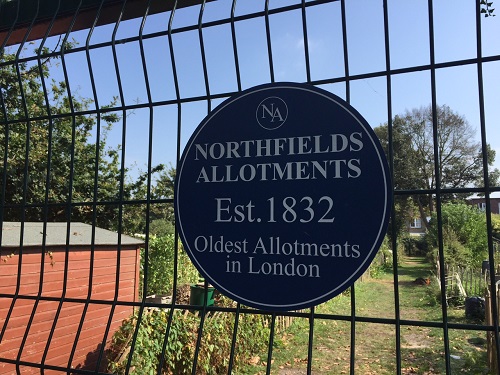 NA
NORTHFIELDS
ALLOTMENTS
Est.1832
Oldest Allotments
in London